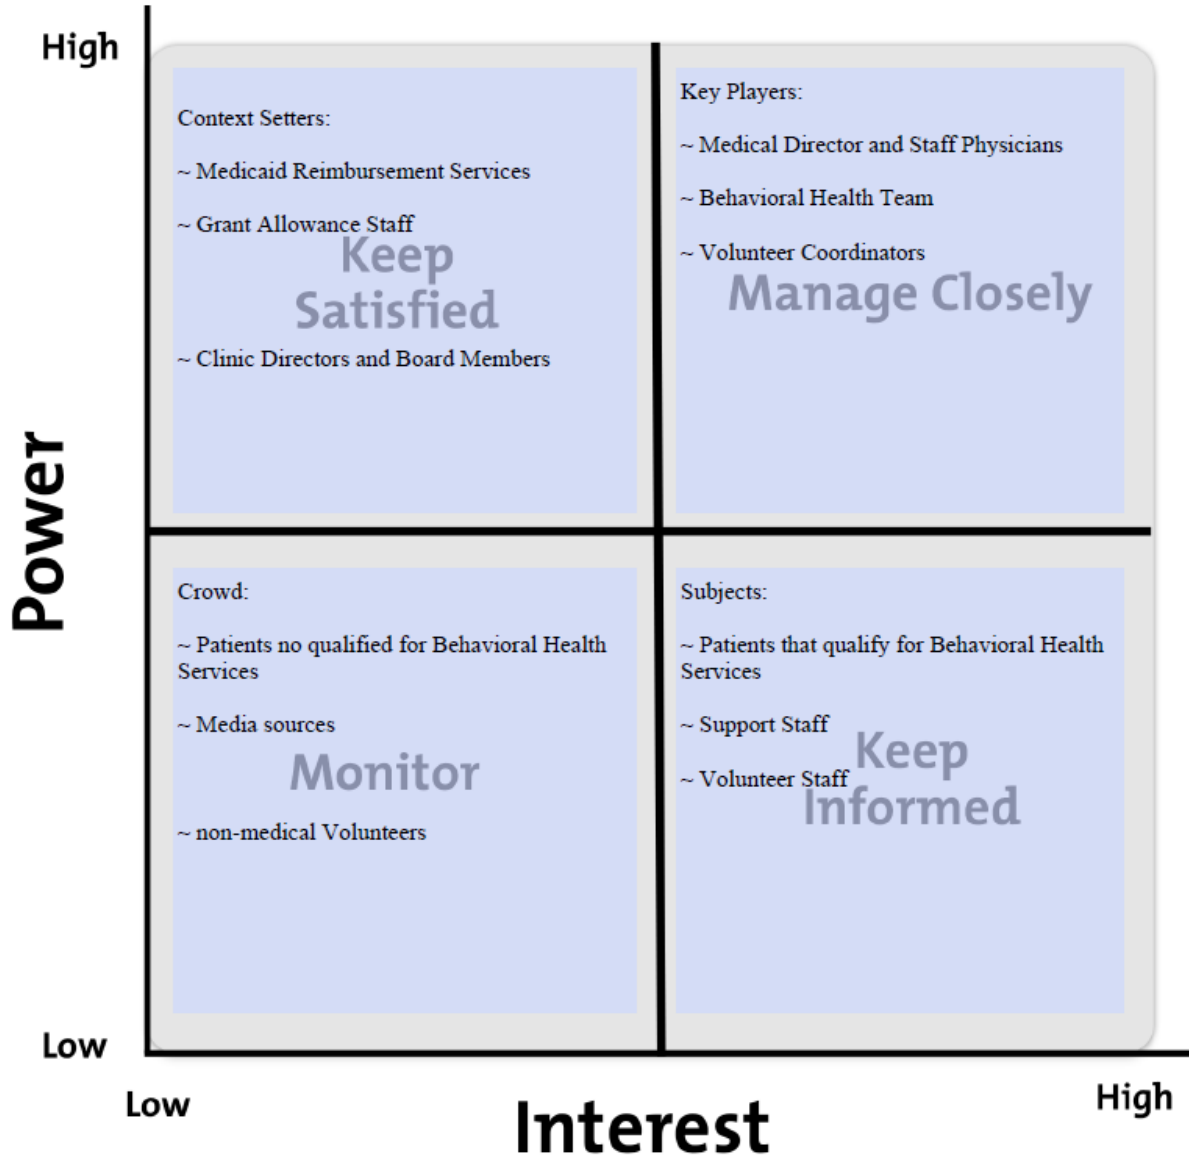 High
Context Setters:
~ Medicaid Reimbursement Services
~ Grant Allowance Staff
Keep
Satisfied
~ Clinic Directors and Board Members
Key Players:
~ Medical Director and Staff Physicians
~ Behavioral Health Team
~ Volunteer Coordinators
Manage Closely
Power
Crowd:
~ Patients no qualified for Behavioral Health
Services
~ Media sources
Monitor
~ non-medical Volunteers
Subjects:
~ Patients that qualify for Behavioral Health
Services
~ Support Staff
Keep
~ Volunteer Staff
Informed
Low
Low
Interest
High